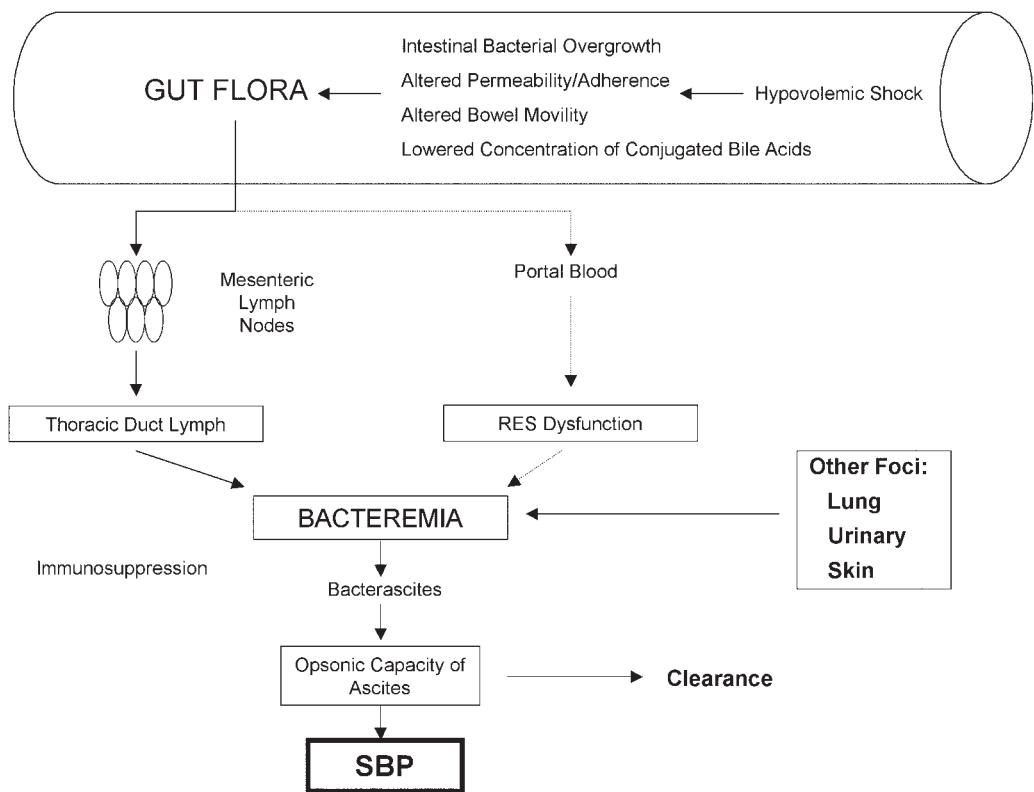 Intestinal Bacterial Overgrowth
GUT FLORA
Altered Permeability/Adherence
Hypovolemic Shock
Altered Bowel Movility
Lowered Concentration of Conjugated Bile Acids
Mesenteric
Lymph
Nodes
Portal Blood
Thoracic Duct Lymph
RES Dysfunction
Other Foci:
Lung
Urinary
Skin
BACTEREMIA
Immunosuppression
Bacterascites
Opsonic Capacity of
Ascites
Clearance
SBP